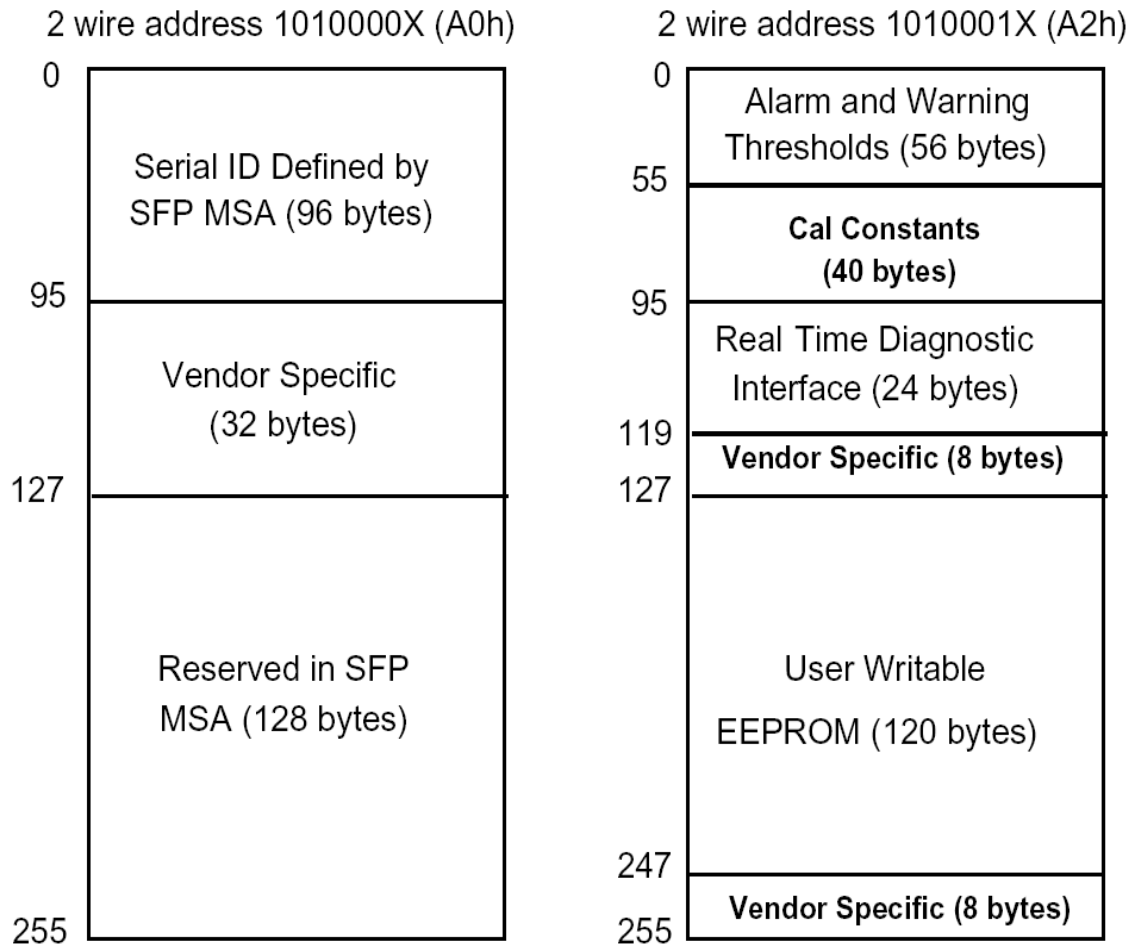 2 wire address 1010000X (A0h)
0
Serial ID Defined by
SFP MSA (96 bytes)
95
Vendor Specific
(32 bytes)
127
Reserved in SFP
MSA (128 bytes)
255
2 wire address 1010001X (A2h)
0
Alarm and Warning
Thresholds (56 bytes)
55
Cal Constants
(40 bytes)
95
Real Time Diagnostic
Interface (24 bytes)
119
Vendor Specific (8 bytes)
127
User Writable
EEPROM (120 bytes)
247
Vendor Specific (8 bytes)
255